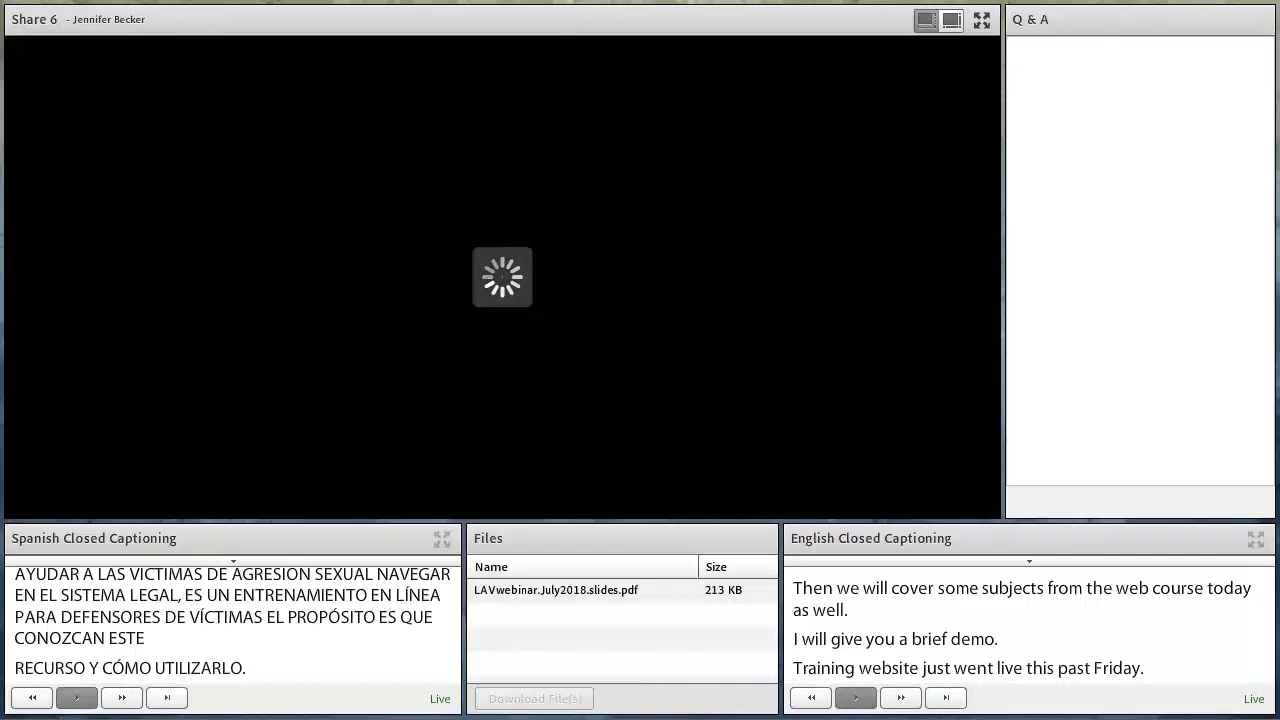 Share 6 - Jennifer Becker
Q & A
Spanish Closed Captioning
AYUDAR A LAS VICTIMAS DE AGRESION SEXUAL NAVEGAR
EN EL SISTEMA LEGAL, ES UN ENTRENAMIENTO EN LÍNEA
PARA DEFENSORES DE VÍCTIMAS EL PROPÓSITO ES QUE
CONOZCAN ESTE
RECURSO Y CÓMO UTILIZARLO.
Live
Files
Name Size
LAVwebinar.July2018.slides.pdf 213 KB
Download File(s)
English Closed Captioning
Then we will cover some subjects from the web course today
as well.
I will give you a brief demo.
Training website just went live this past Friday.
Live